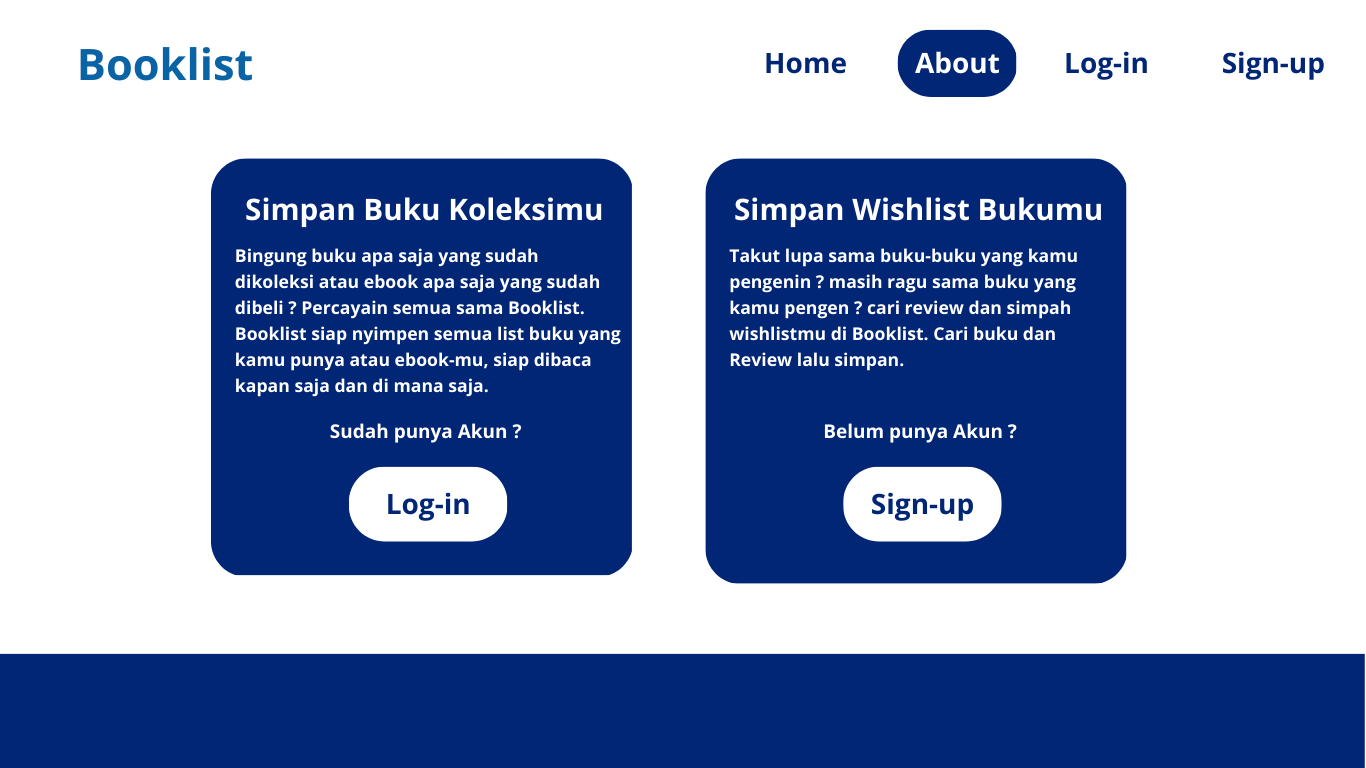 Booklist
Home
About
Log-in
Sign-up
Simpan Buku Koleksimu
Bingung buku apa saja yang sudah
dikoleksi atau ebook apa saja yang sudah
dibeli ? Percayain semua sama Booklist.
Booklist siap nyimpen semua list buku yang
kamu punya atau ebook-mu, siap dibaca
kapan saja dan di mana saja.
Sudah punya Akun ?
Log-in
Simpan Wishlist Bukumu
Takut lupa sama buku-buku yang kamu
pengenin ? masih ragu sama buku yang
kamu pengen ? cari review dan simpah
wishlistmu di Booklist. Cari buku dan
Review lalu simpan.
Belum punya Akun ?
Sign-up